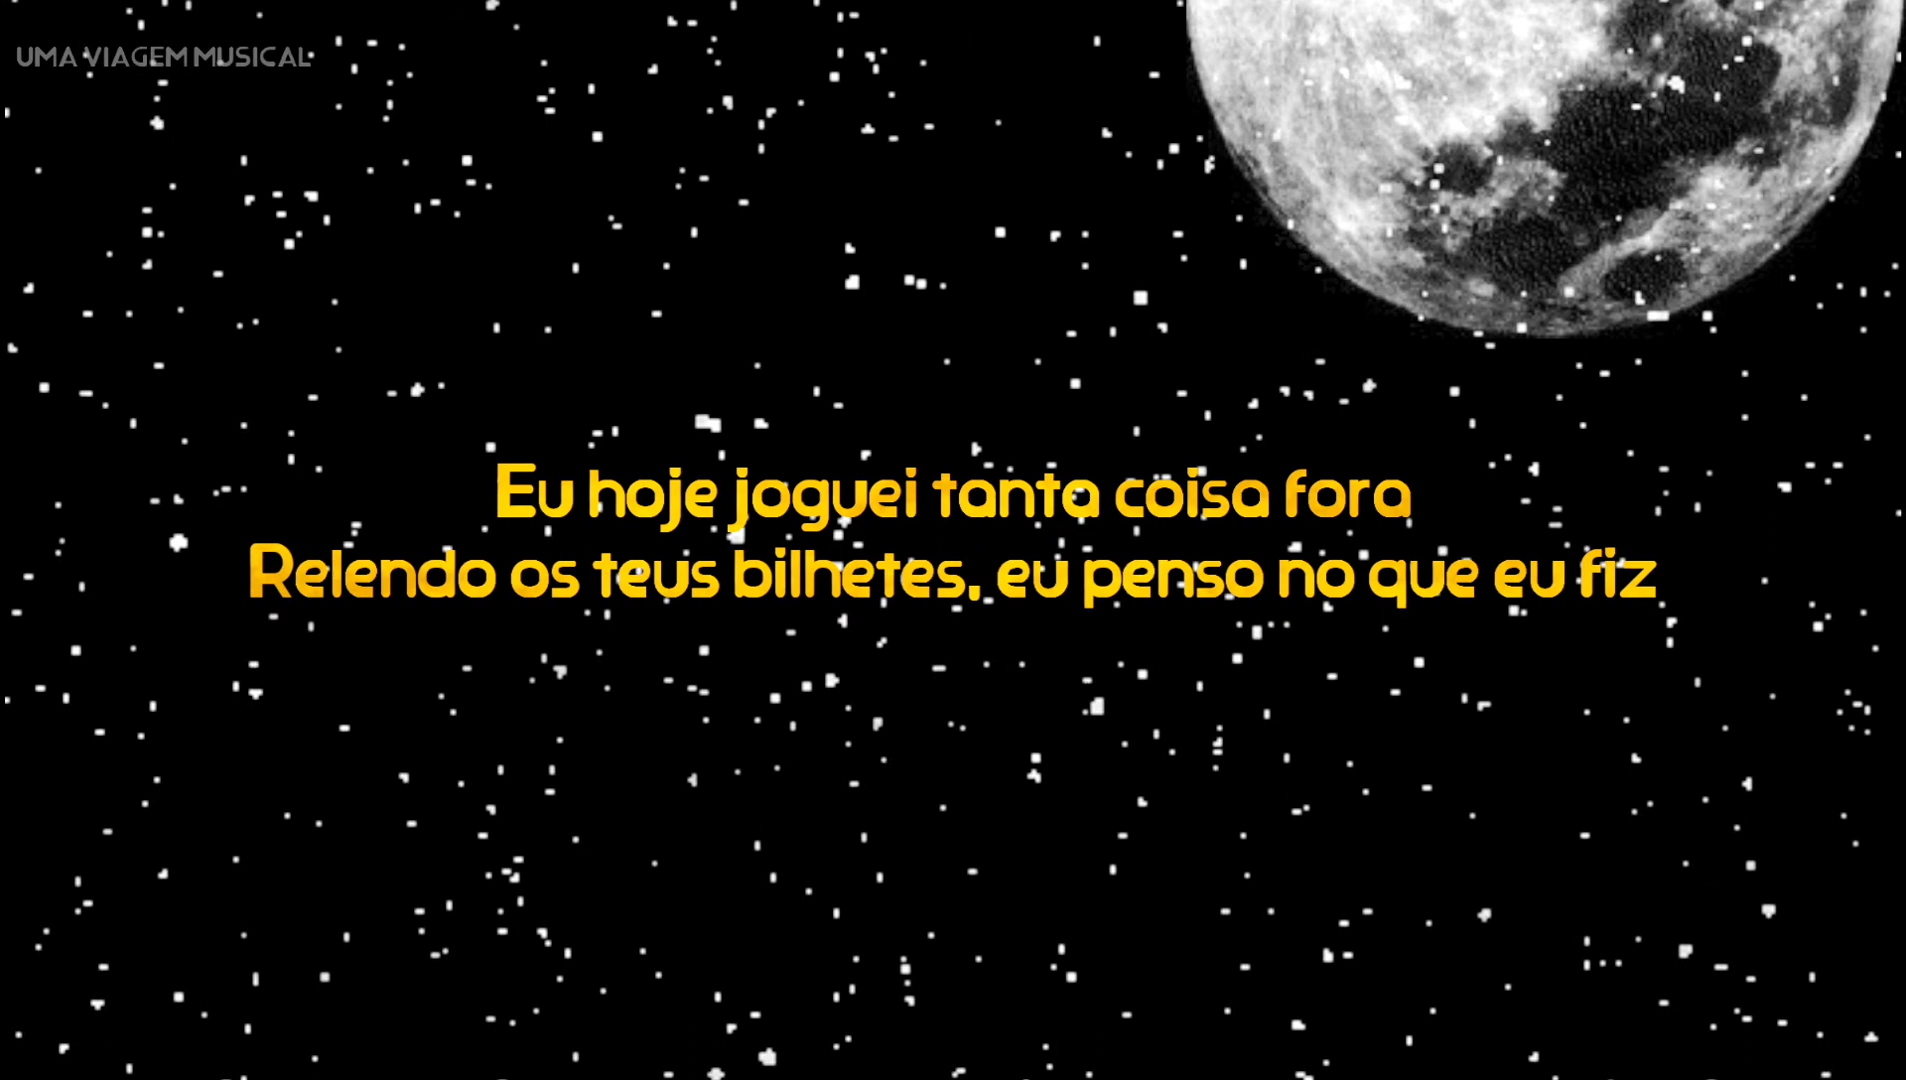 UMA VIAGEM MUSICAL
Eu hoje joguei tanta coisa fora
Relendo os teus bilhetes, eu penso no que eu fiz